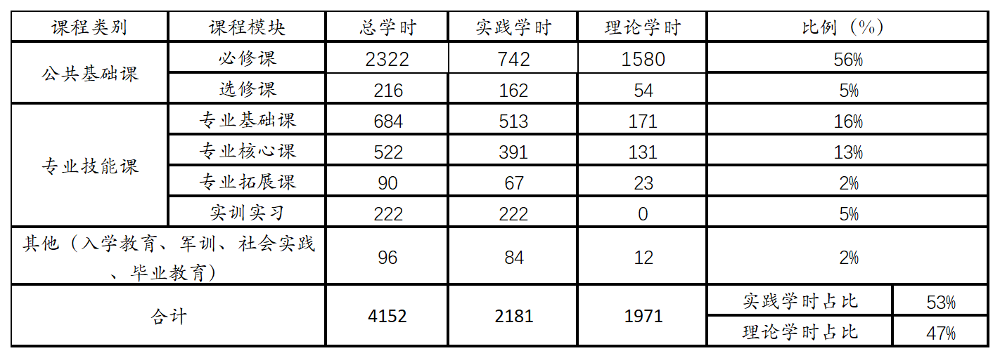 课程类别 课程模块 总学时 实践学时 理论学时 比例（%）
公共基础课 必修课 2322 742 1580 56%
选修课 216 162 54 5%
专业技能课 专业基础课 684 513 171 16%
专业核心课 522 391 131 13%
专业拓展课 90 67 23 2%
实训实习 222 222 0 5%
其他（入学教育、军训、社会实践
、毕业教育） 96 84 12 2%
合计 4152 2181 1971 实践学时占比 53%
理论学时占比 47%